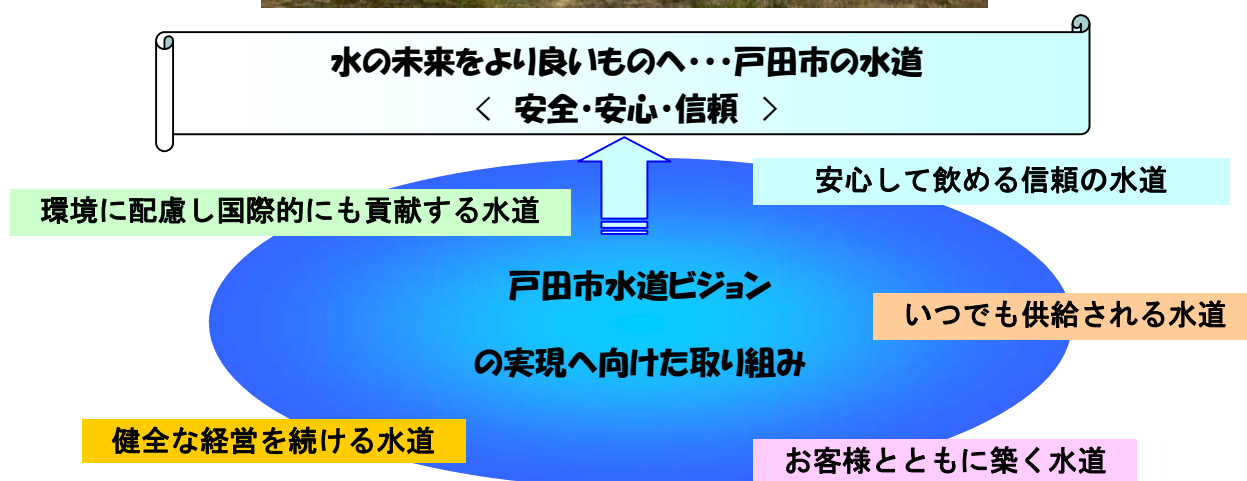 水の未来をより良いものへ・・・戸田市の水道
＜ 安全・安心・信頼 ＞
安心して飲める信頼の水道
環境に配慮し国際的にも貢献する水道
戸田市水道ビジョン
いつでも供給される水道
の実現へ向けた取り組み
健全な経営を続ける水道
お客様とともに築く水道